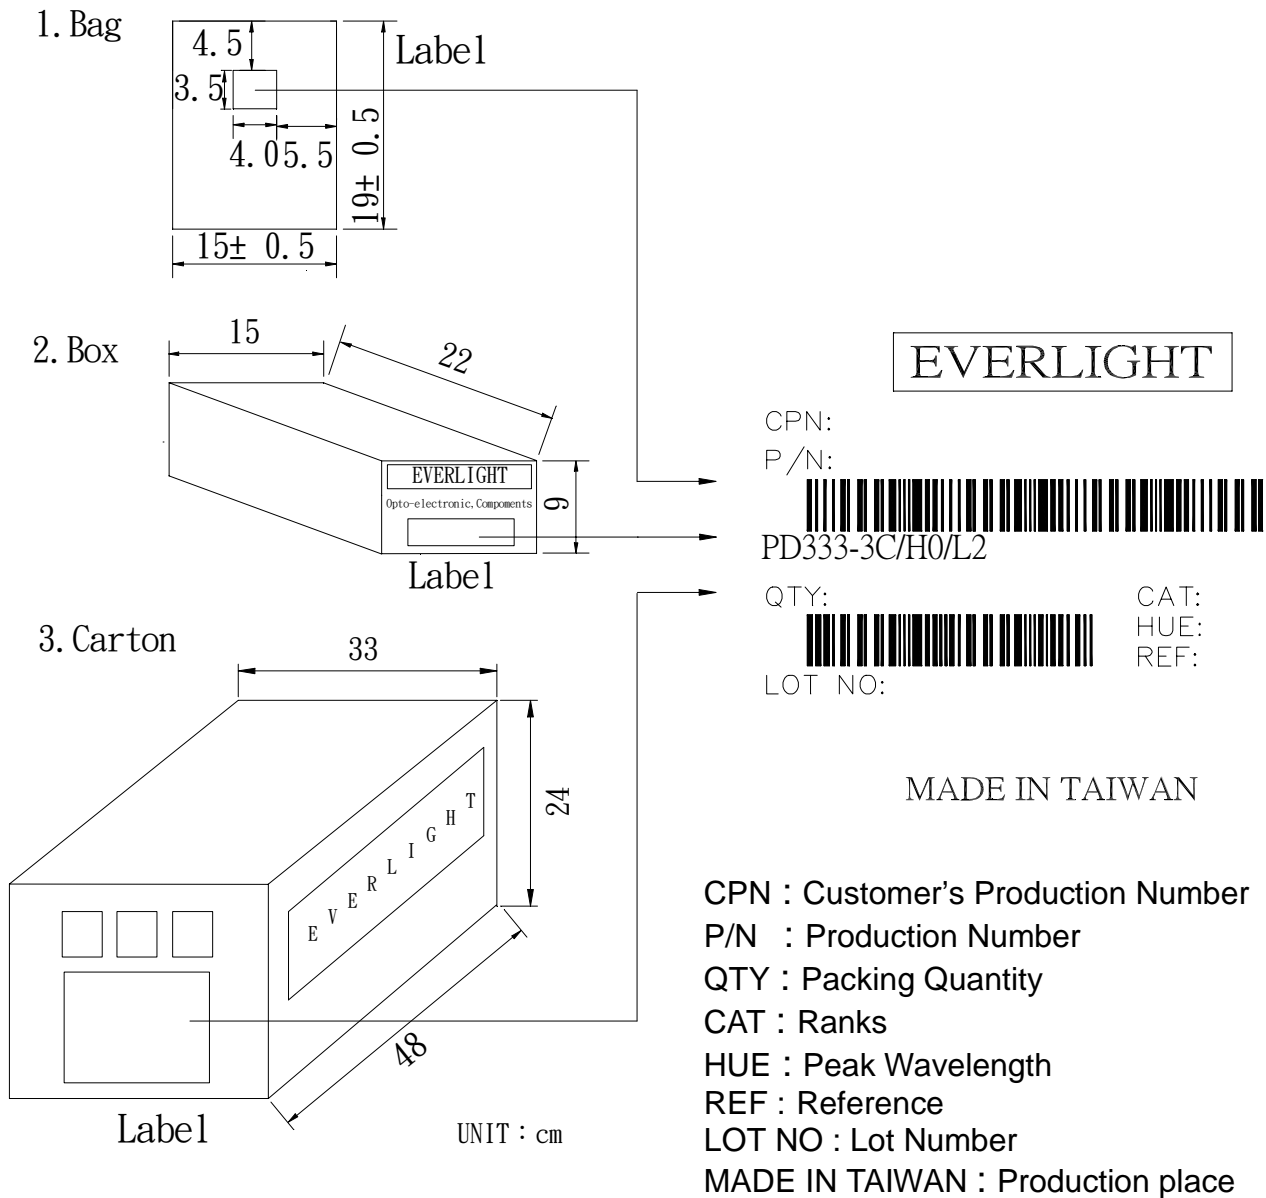 1. Bag
4.5
Label
3.5
4.0
5.5
19± 0.5
15± 0.5
2. Box
15
22
EVERLIGHT
Opto-electronic, Compoments
9
Label
3. Carton
33
24
EVERLIGHT
48
Label
UNIT : cm
EVERLIGHT
CPN:
P/N:
PD333-3C/H0/L2
QTY:
CAT:
HUE:
REF:
LOT NO:
MADE IN TAIWAN
CPN : Customer’s Production Number
P/N : Production Number
QTY : Packing Quantity
CAT : Ranks
HUE : Peak Wavelength
REF : Reference
LOT NO : Lot Number
MADE IN TAIWAN : Production place